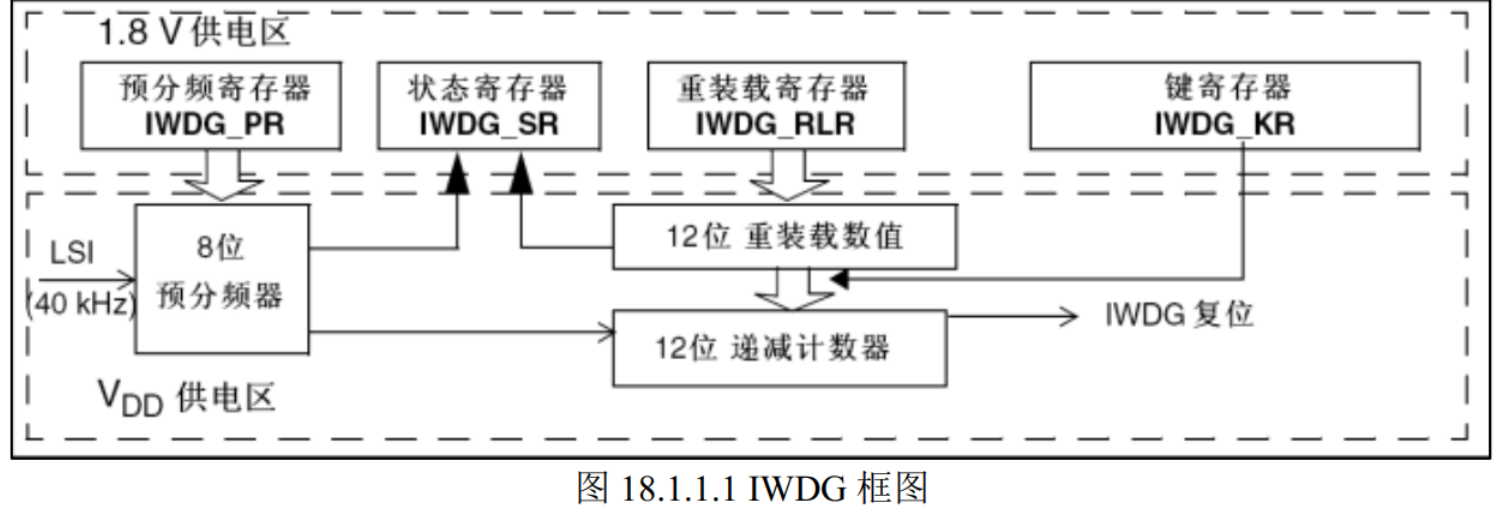 1.8 V 供电区
预分频寄存器
IWDG_PR
状态寄存器
IWDG_SR
重装载寄存器
IWDG_RLR
键寄存器
IWDG_KR
LSI
(40 kHz)
8位
预分频器
12位 重装载数值
12位 递减计数器
IWDG 复位
VDD 供电区
图 18.1.1.1 IWDG 框图